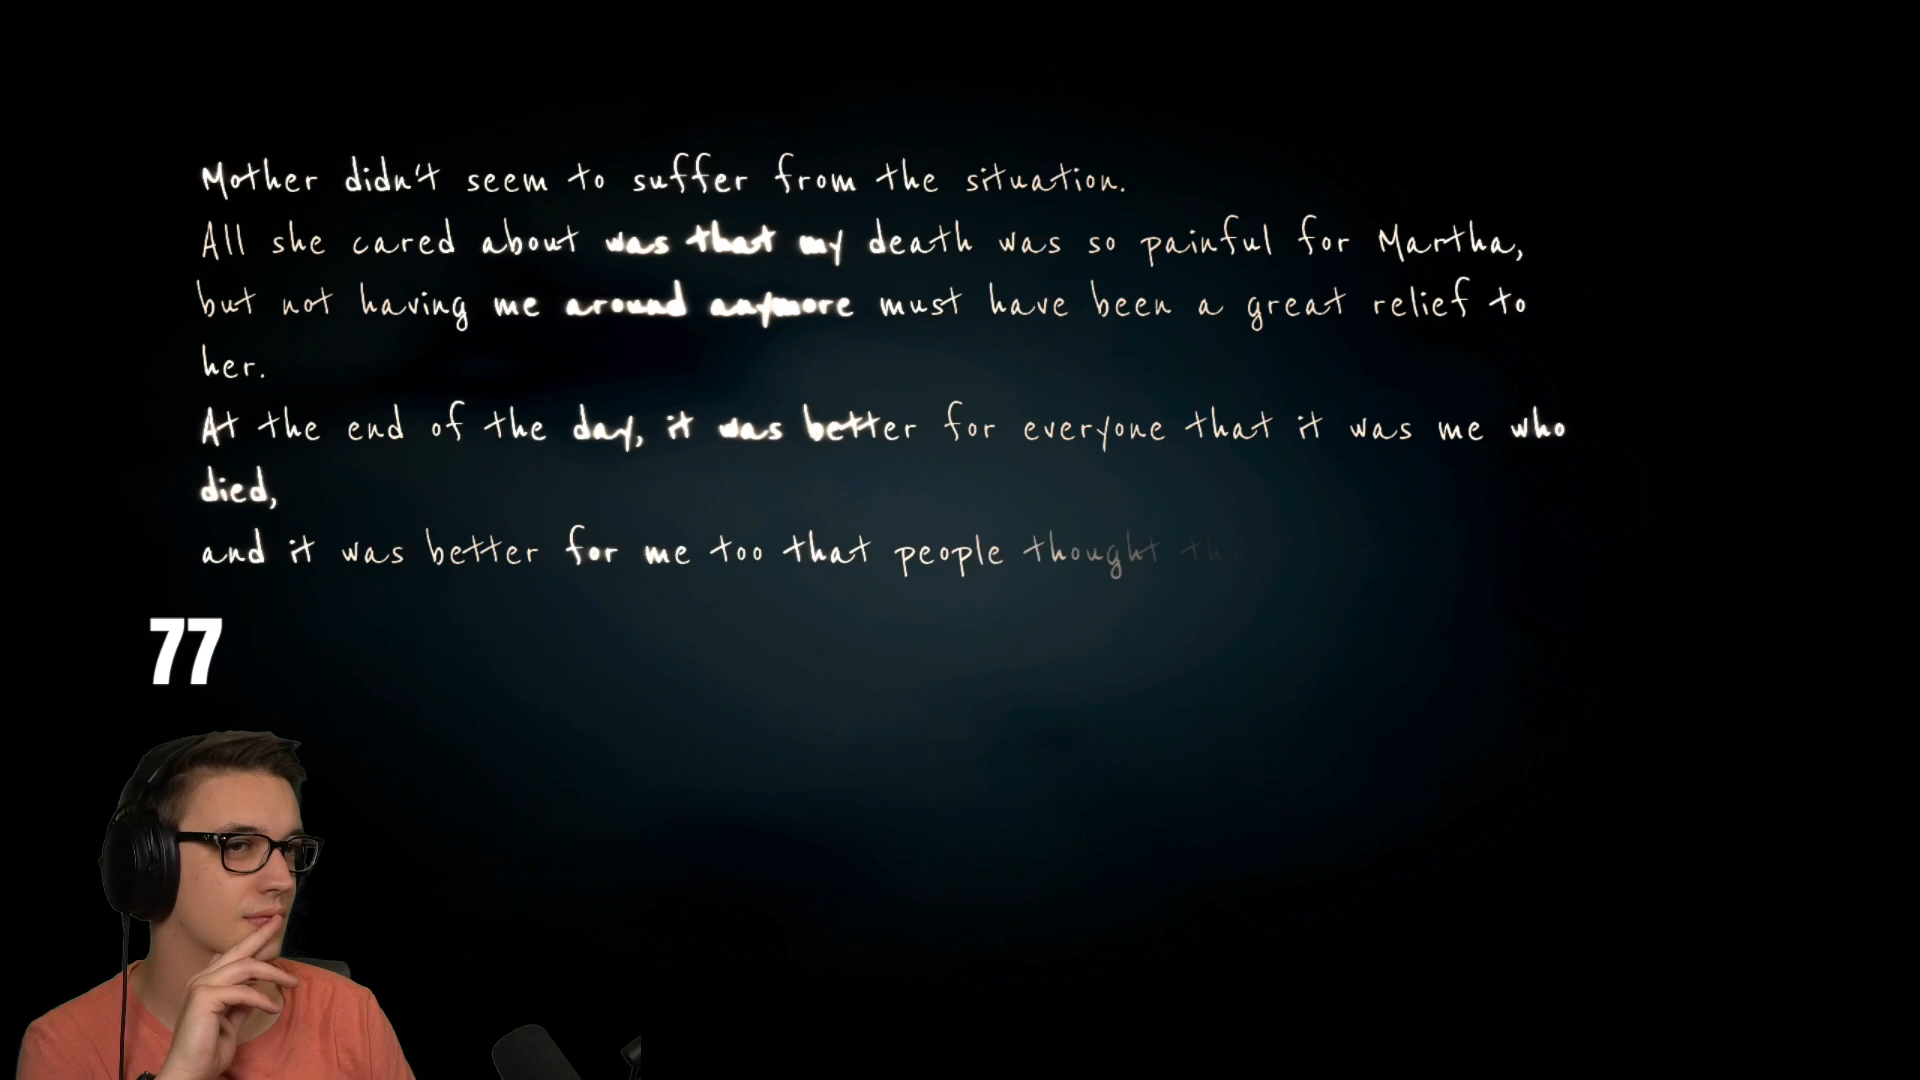 Mother didn't seem to suffer from the situation.
All she cared about was that my death was so painful for Martha,
but not having me around anymore must have been a great relief to
her.
At the end of the day, it was better for everyone that it was me who
died,
and it was better for me too that people thought
77